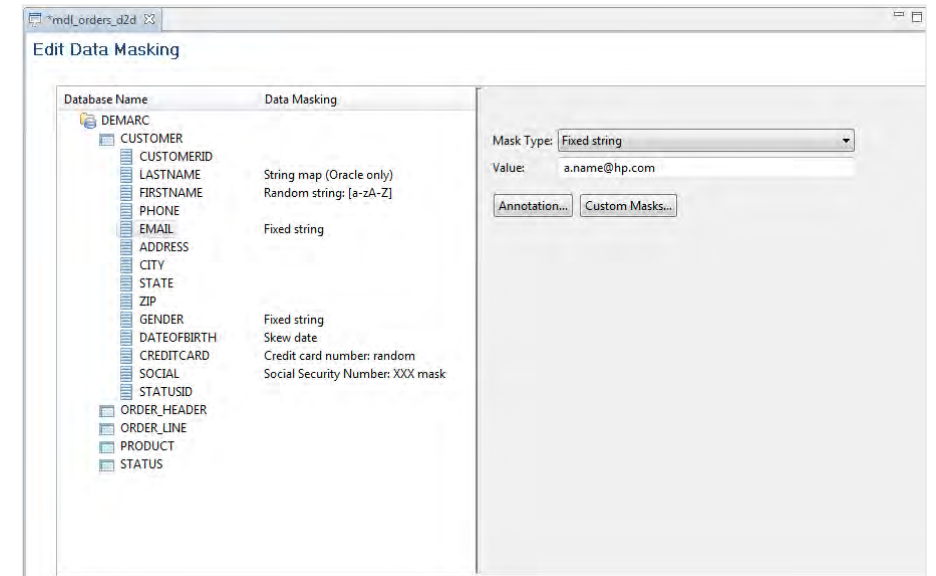 *mdl_orders_d2d
Edit Data Masking
Database Name Data Masking
DEMARC
CUSTOMER
CUSTOMERID
LASTNAME String map (Oracle only)
FIRSTNAME Random string: [a-zA-Z]
PHONE
EMAIL Fixed string
ADDRESS
CITY
STATE
ZIP
GENDER Fixed string
DATEOFBIRTH Skew date
CREDITCARD Credit card number: random
SOCIAL Social Security Number: XXX mask
STATUSID
ORDER_HEADER
ORDER_LINE
PRODUCT
STATUS
Mask Type: Fixed string
Value: a.name@hp.com
Annotation... Custom Masks...